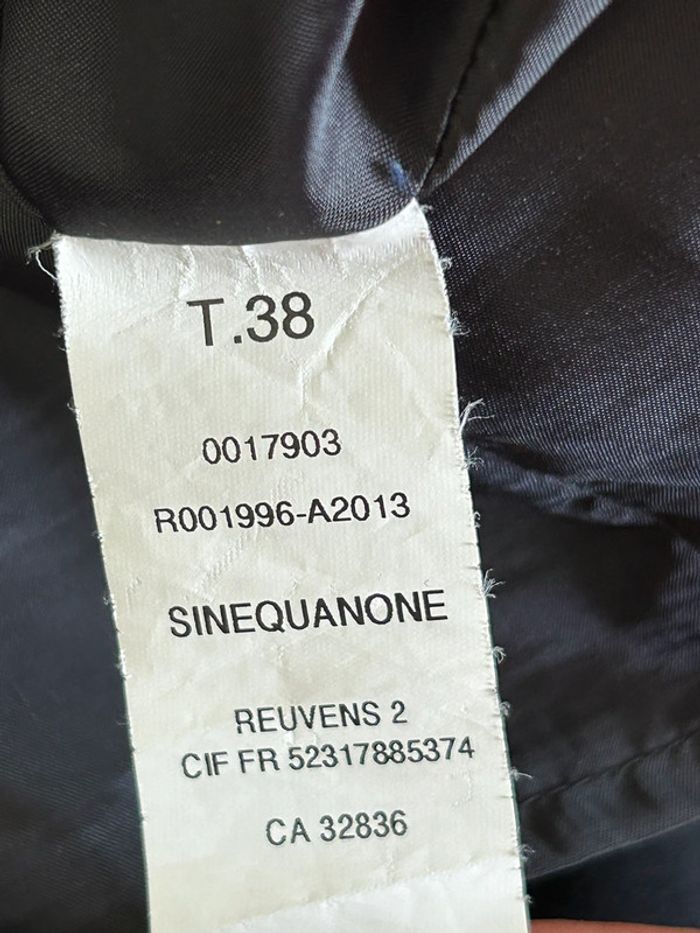 T.38
0017903
R001996-A2013
SINEQUANONE
REUVENS 2
CIF FR 52317885374
CA 32836